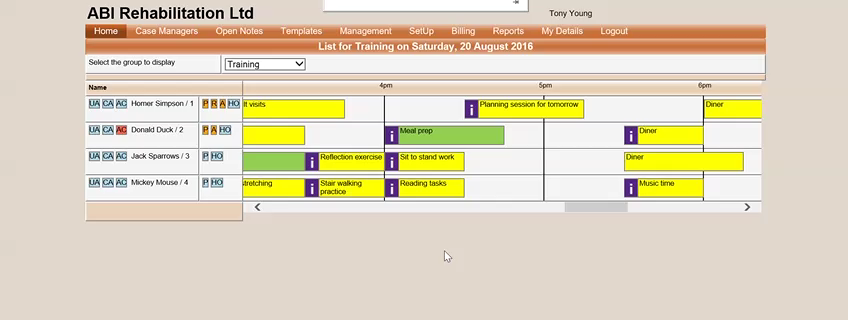 ABI Rehabilitation Ltd
Tony Young
Home Case Managers Open Notes Templates Management SetUp Billing Reports My Details Logout
List for Training on Saturday, 20 August 2016
Select the group to display Training
Name 4pm 5pm 6pm
UA CA AC Homer Simpson / 1 P R A HO visits i Planning session for tomorrow Diner
UA CA AC Donald Duck / 2 P A HO i Meal prep i Diner
UA CA AC Jack Sparrows / 3 P HO i Reflection exercise i Sit to stand work Diner
UA CA AC Mickey Mouse / 4 P HO tretching i Stair walking practice i Reading tasks i Music time